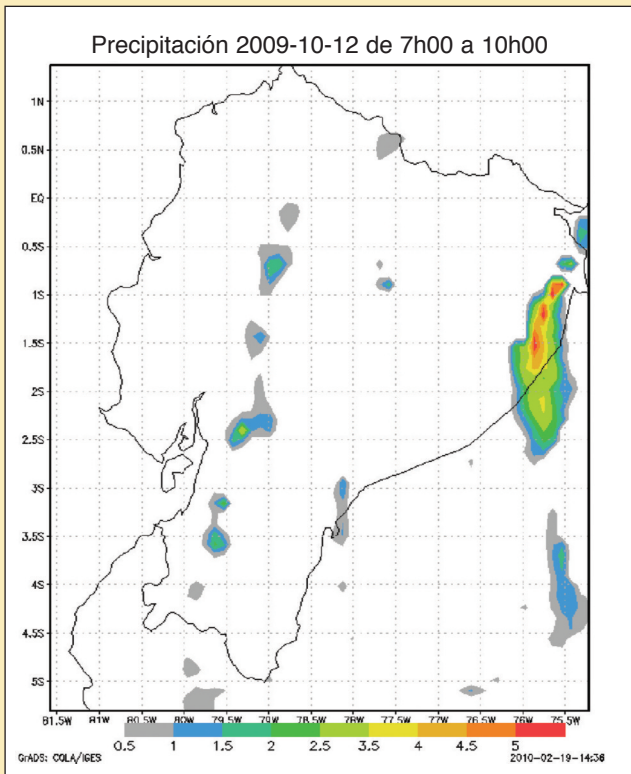 Precipitación 2009-10-12 de 7h00 a 10h00
1N
0.5N
EQ
0.5S
1S
1.5S
2S
2.5S
3S
3.5S
4S
4.5S
5S
81.5W 81W 80.5W 80W 79.5W 79W 78.5W 78W 77.5W 77W 76.5W 76W 75.5W
0.5 1 1.5 2 2.5 3.5 4 4.5 5
GrADS: COLA/IGES 2010-02-19-14:36